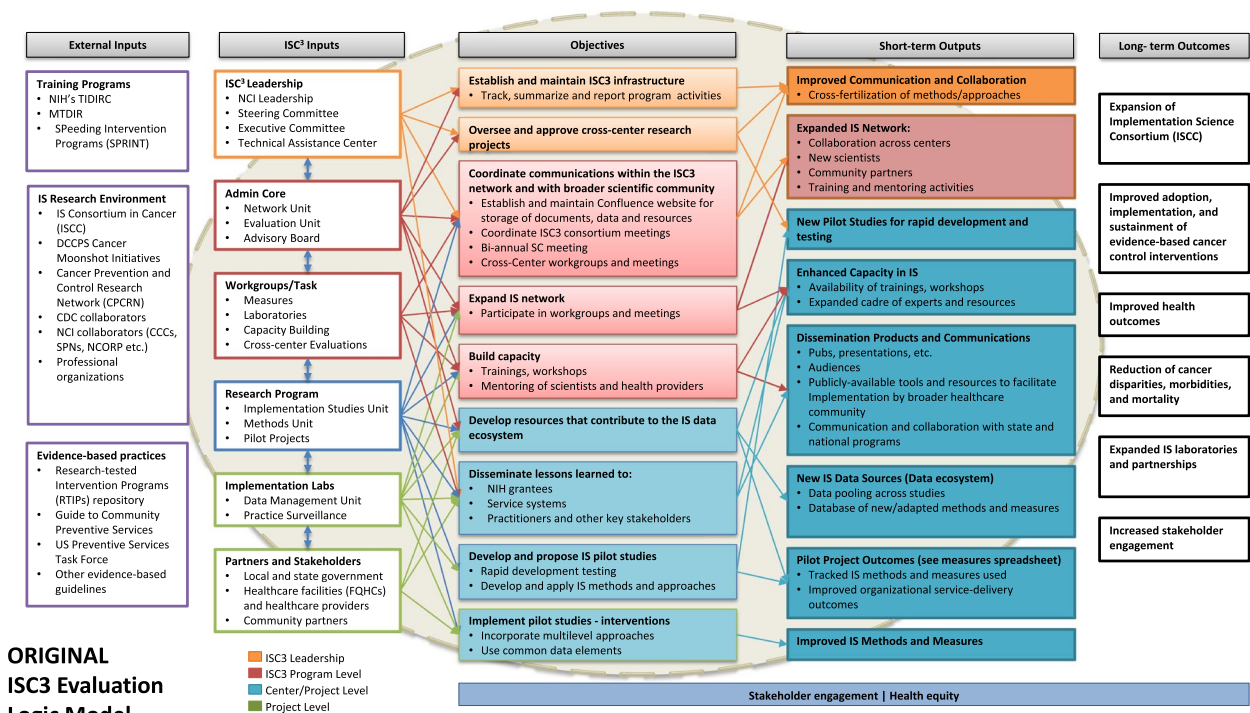 External Inputs
Training Programs
• NIH's TIDIRC
• MTDIR
• SPeeding Intervention
Programs (SPRINT)
IS Research Environment
• IS Consortium in Cancer
(ISCC)
• DCCPS Cancer
Moonshot Initiatives
• Cancer Prevention and
Control Research
Network (CPCRN)
• CDC collaborators
• NCI collaborators (CCCs,
SPNs, NCORP etc.)
• Professional
organizations
Evidence-based practices
• Research-tested
Intervention Programs
(RTIPs) repository
• Guide to Community
Preventive Services
• US Preventive Services
Task Force
• Other evidence-based
guidelines
ISC³ Inputs
ISC³ Leadership
• NCI Leadership
• Steering Committee
• Executive Committee
• Technical Assistance Center
Admin Core
• Network Unit
• Evaluation Unit
• Advisory Board
Workgroups/Task
• Measures
• Laboratories
• Capacity Building
• Cross-center Evaluations
Research Program
• Implementation Studies Unit
• Methods Unit
• Pilot Projects
Implementation Labs
• Data Management Unit
• Practice Surveillance
Partners and Stakeholders
• Local and state government
• Healthcare facilities (FQHCs)
and healthcare providers
• Community partners
Objectives
Establish and maintain ISC3 infrastructure
• Track, summarize and report program activities
Oversee and approve cross-center research
projects
Coordinate communications within the ISC3
network and with broader scientific community
• Establish and maintain Confluence website for
storage of documents, data and resources
• Coordinate ISC3 consortium meetings
• Bi-annual SC meeting
• Cross-Center workgroups and meetings
Expand IS network
• Participate in workgroups and meetings
Build capacity
• Trainings, workshops
• Mentoring of scientists and health providers
Develop resources that contribute to the IS data
ecosystem
Disseminate lessons learned to:
• NIH grantees
• Service systems
• Practitioners and other key stakeholders
Develop and propose IS pilot studies
• Rapid development testing
• Develop and apply IS methods and approaches
Implement pilot studies - interventions
• Incorporate multilevel approaches
• Use common data elements
Short-term Outputs
Improved Communication and Collaboration
• Cross-fertilization of methods/approaches
Expanded IS Network:
• Collaboration across centers
• New scientists
• Community partners
• Training and mentoring activities
New Pilot Studies for rapid development and
testing
Enhanced Capacity in IS
• Availability of trainings, workshops
• Expanded cadre of experts and resources
Dissemination Products and Communications
• Pubs, presentations, etc.
• Audiences
• Publicly-available tools and resources to facilitate
Implementation by broader healthcare
community
• Communication and collaboration with state and
national programs
New IS Data Sources (Data ecosystem)
• Data pooling across studies
• Database of new/adapted methods and measures
Pilot Project Outcomes (see measures spreadsheet)
• Tracked IS methods and measures used
• Improved organizational service-delivery
outcomes
Improved IS Methods and Measures
Long- term Outcomes
Expansion of
Implementation Science
Consortium (ISCC)
Improved adoption,
implementation, and
sustainment of
evidence-based cancer
control interventions
Improved health
outcomes
Reduction of cancer
disparities, morbidities,
and mortality
Expanded IS laboratories
and partnerships
Increased stakeholder
engagement
ORIGINAL
ISC3 Evaluation
Logic Model
ISC3 Leadership
ISC3 Program Level
Center/Project Level
Project Level
Stakeholder engagement | Health equity